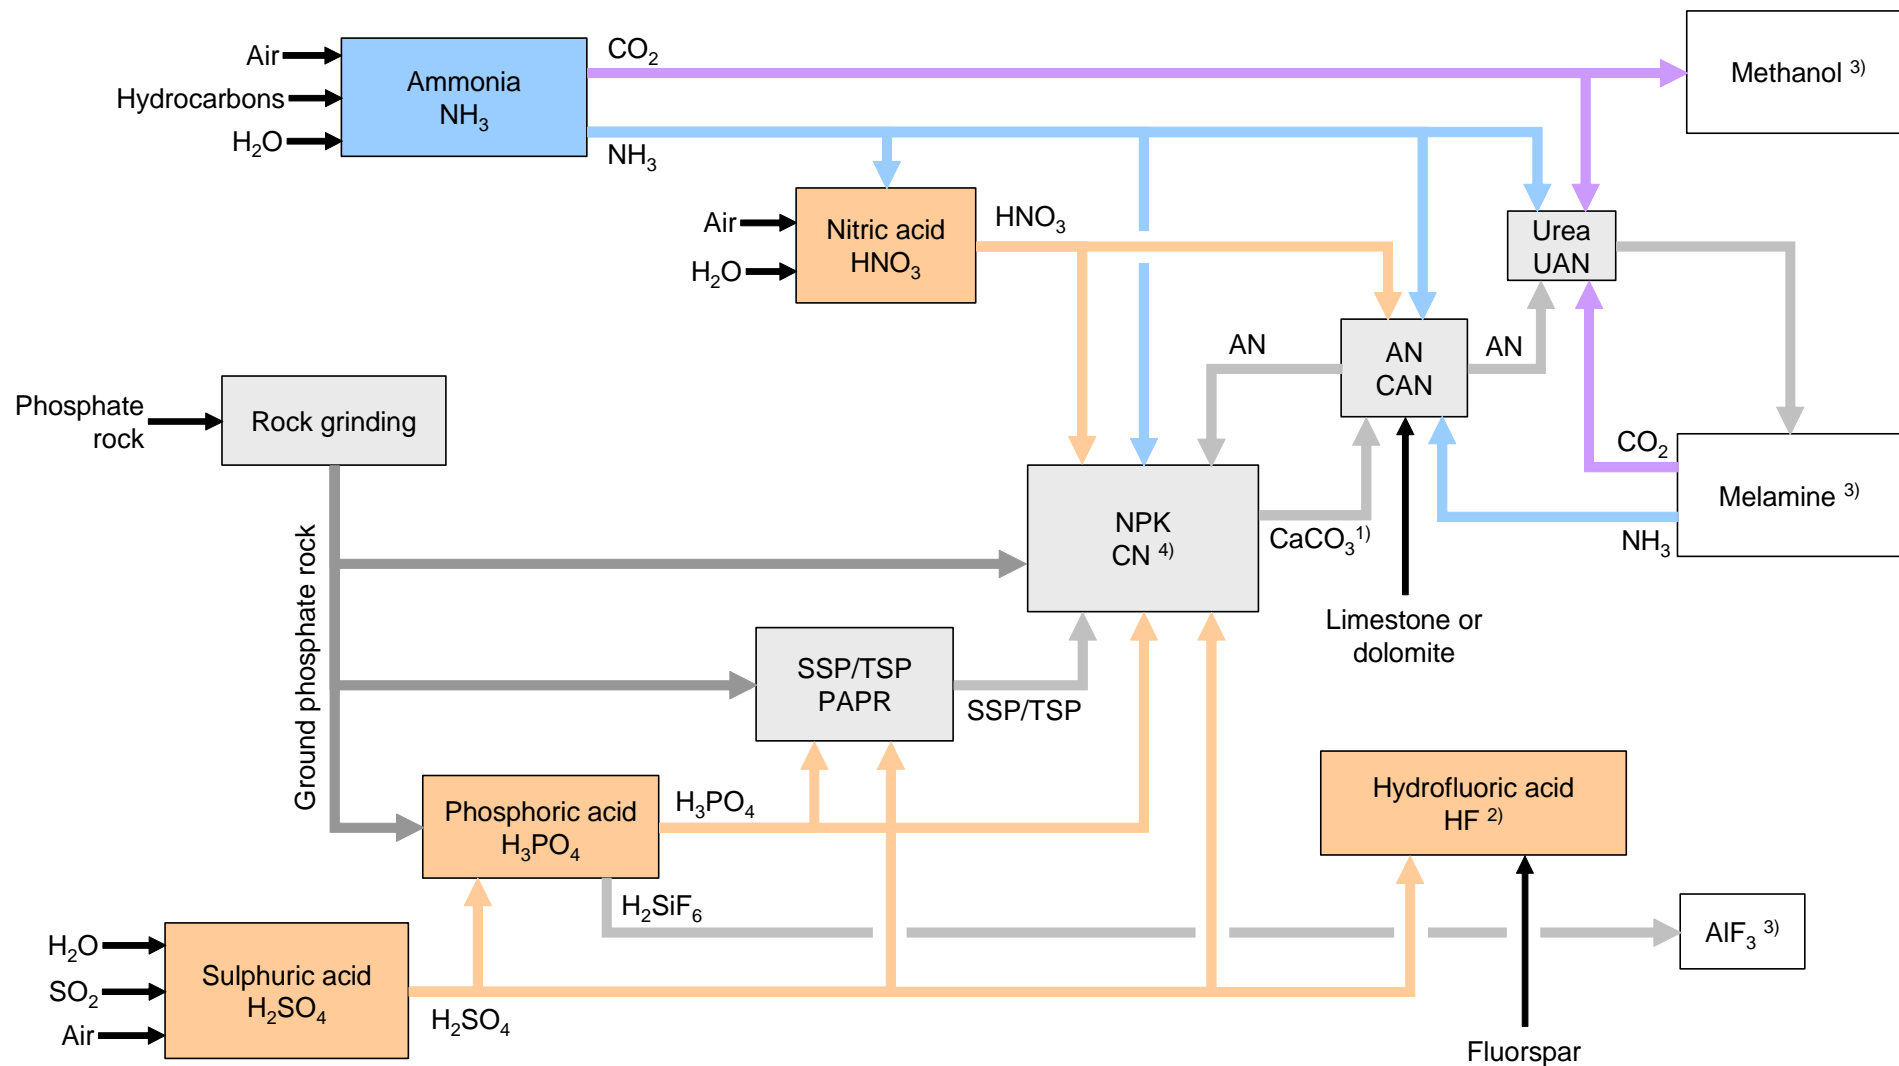 Air
Hydrocarbons
H₂O
Ammonia
NH₃
CO₂
NH₃
Methanol ³⁾
Air
H₂O
Nitric acid
HNO₃
HNO₃
Urea
UAN
AN
AN
CAN
AN
Phosphate
rock
Rock grinding
CO₂
Melamine ³⁾
NH₃
NPK
CN ⁴⁾
CaCO₃¹⁾
Ground phosphate rock
Limestone or
dolomite
SSP/TSP
PAPR
SSP/TSP
Phosphoric acid
H₃PO₄
H₃PO₄
Hydrofluoric acid
HF ²⁾
H₂SiF₆
AlF₃ ³⁾
H₂O
SO₂
Air
Sulphuric acid
H₂SO₄
H₂SO₄
Fluorspar